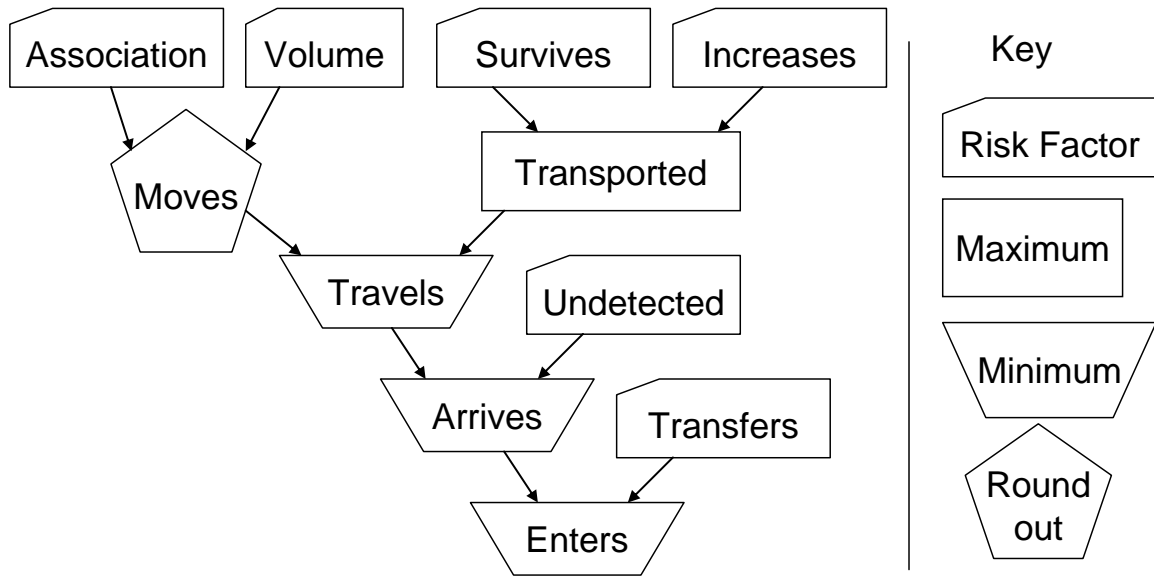 Association
Volume
Survives
Increases
Key
Risk Factor
Moves
Transported
Maximum
Travels
Undetected
Minimum
Arrives
Transfers
Round
out
Enters